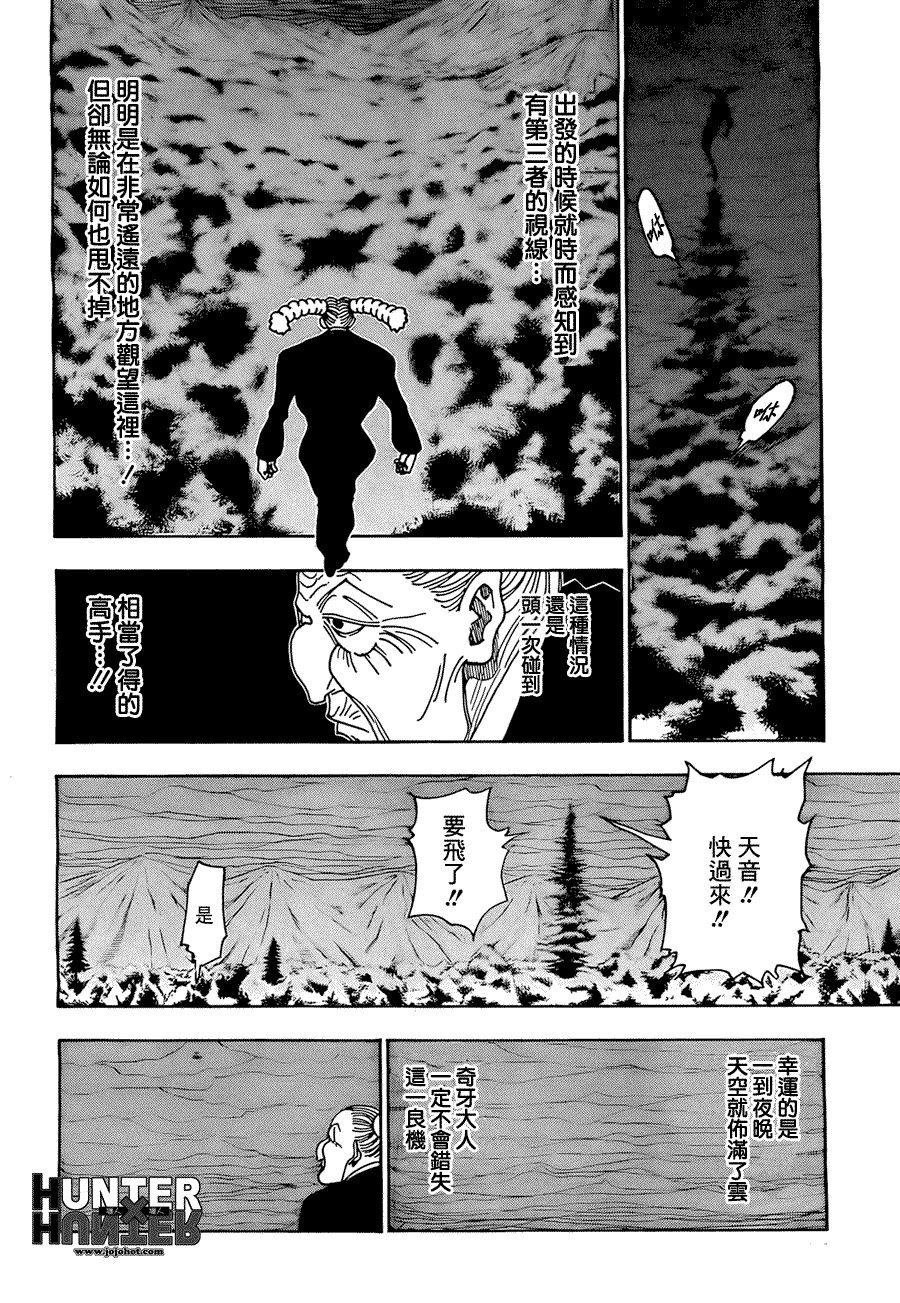 咻
咻
出發的時候就時而感知到
有第三者的視線…
明明是在非常遙遠的地方觀望這裡…！
但卻無論如何也甩不掉
這種情況
還是
頭一次碰到
相當了得的
高手…!!
天音!!
快過來!!
要飛了!!
是
幸運的是
一到夜晚
天空就佈滿了雲
奇牙大人
一定不會錯失
這一良機
HUNTER
×
HUNTER
www.jojohot.com